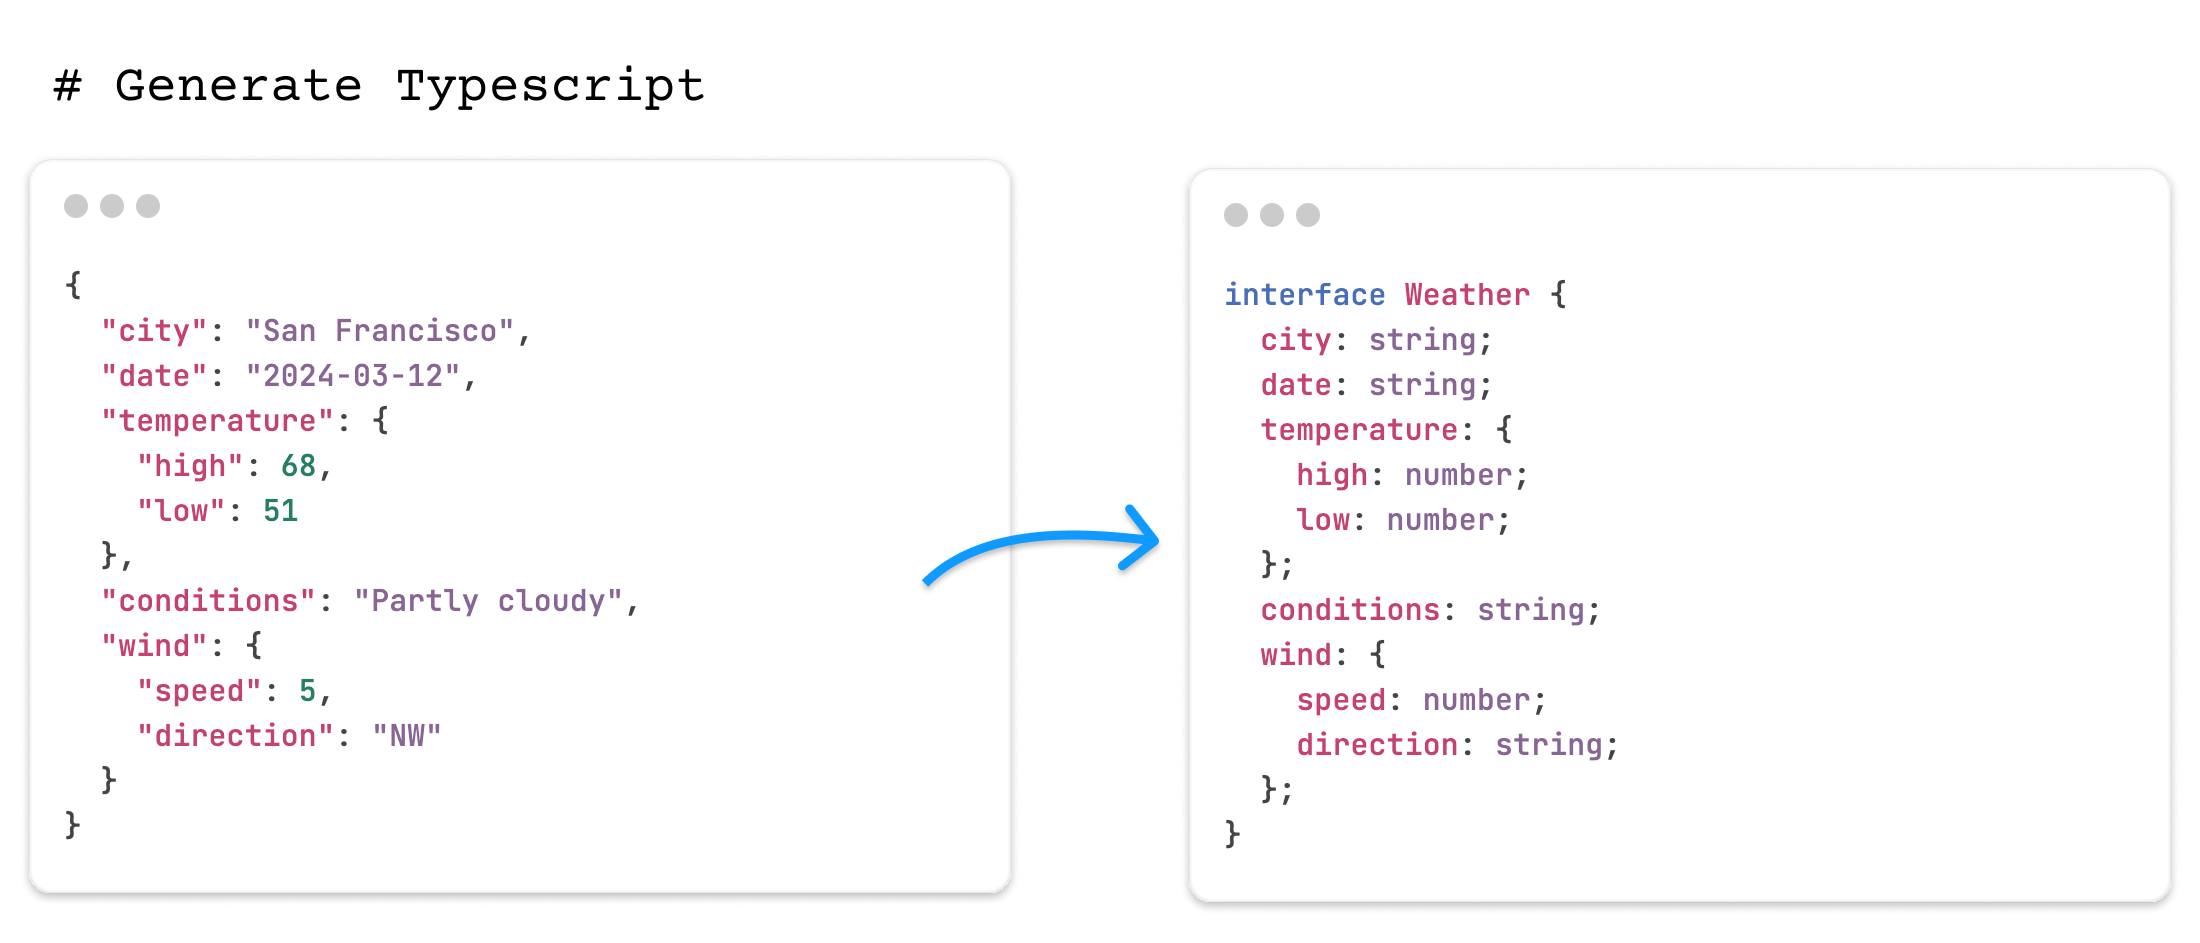 # Generate Typescript
{
  "city": "San Francisco",
  "date": "2024-03-12",
  "temperature": {
    "high": 68,
    "low": 51
  },
  "conditions": "Partly cloudy",
  "wind": {
    "speed": 5,
    "direction": "NW"
  }
}
interface Weather {
  city: string;
  date: string;
  temperature: {
    high: number;
    low: number;
  };
  conditions: string;
  wind: {
    speed: number;
    direction: string;
  };
}